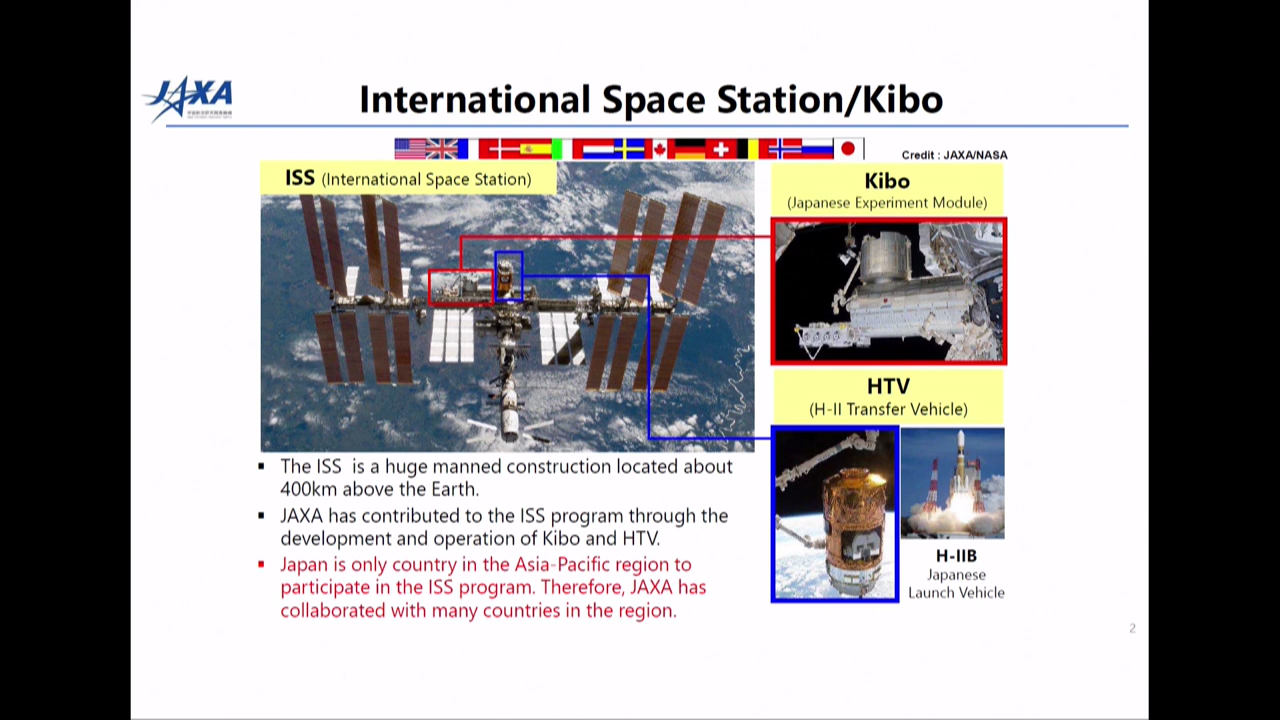 JAXA
International Space Station/Kibo
Credit : JAXA/NASA
ISS (International Space Station)
Kibo
(Japanese Experiment Module)
HTV
(H-II Transfer Vehicle)
▪ The ISS is a huge manned construction located about
400km above the Earth.
▪ JAXA has contributed to the ISS program through the
development and operation of Kibo and HTV.
▪ Japan is only country in the Asia-Pacific region to
participate in the ISS program. Therefore, JAXA has
collaborated with many countries in the region.
H-IIB
Japanese
Launch Vehicle
2